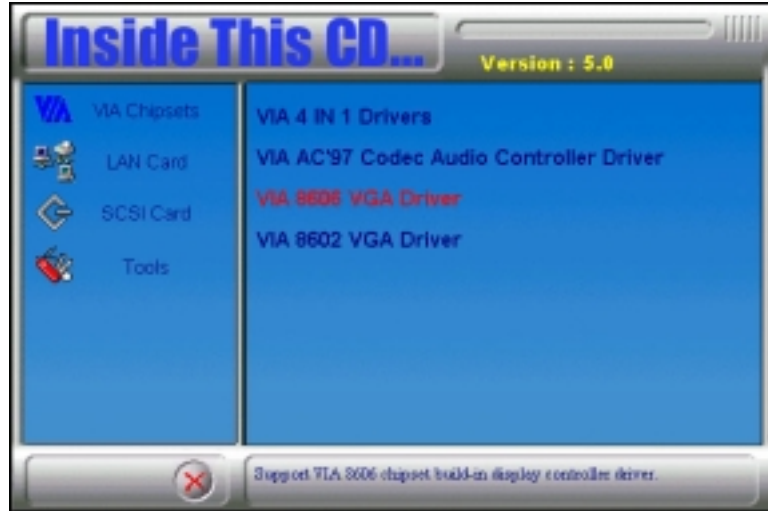 Inside This CD...
Version : 5.0
VIA
VIA Chipsets
LAN Card
SCSI Card
Tools
VIA 4 IN 1 Drivers
VIA AC'97 Codec Audio Controller Driver
VIA 8606 VGA Driver
VIA 8602 VGA Driver
Support VIA 8606 chipset build-in display controller driver.